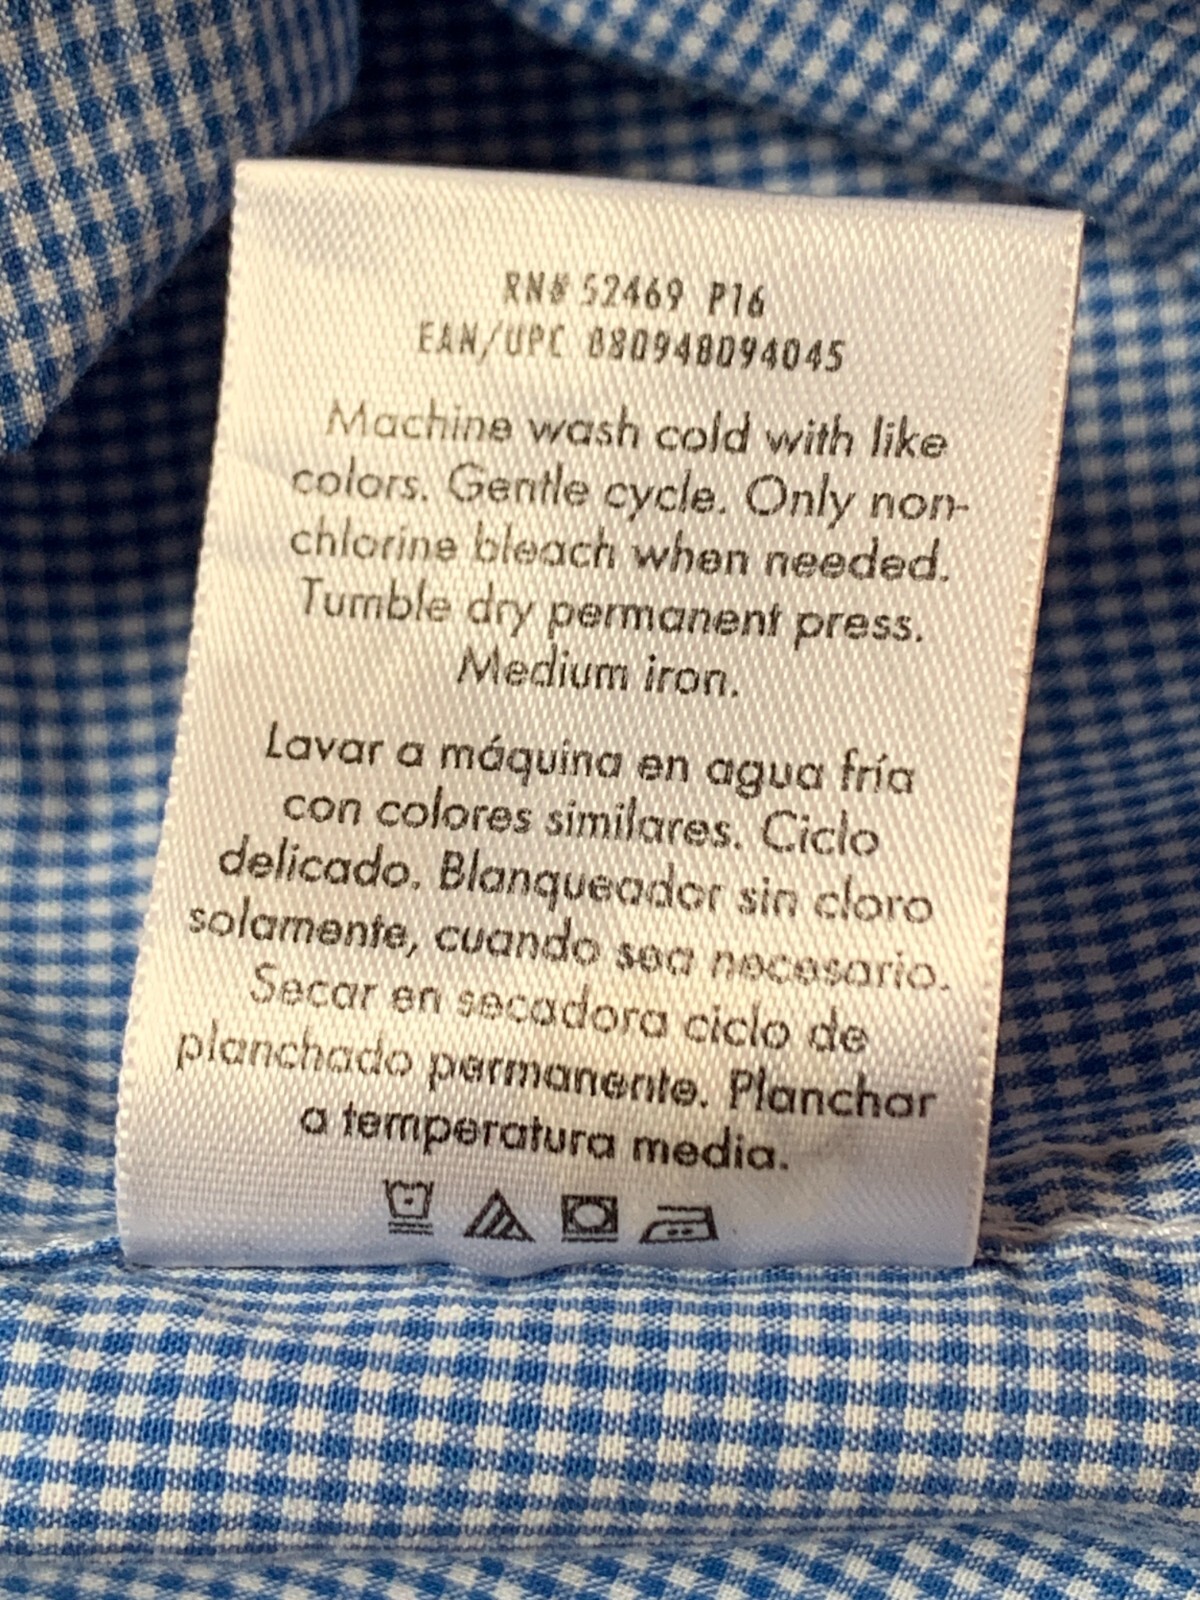 RN# 52469 P16
EAN/UPC 080948094045
Machine wash cold with like
colors. Gentle cycle. Only non-
chlorine bleach when needed.
Tumble dry permanent press.
Medium iron.
Lavar a máquina en agua fría
con colores similares. Ciclo
delicado. Blanqueador sin cloro
solamente, cuando sea necesario.
Secar en secadora ciclo de
planchado permanente. Planchar
a temperatura media.